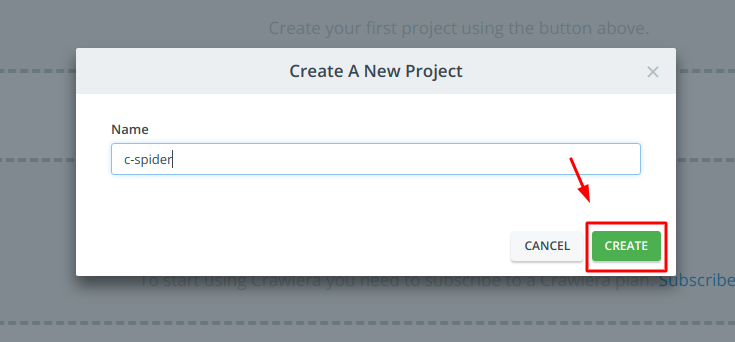 Create your first project using the button above.
Create A New Project
Name
c-spider
CANCEL
CREATE
To start using Crawlera you need to subscribe to a Crawlera plan. Subscribe